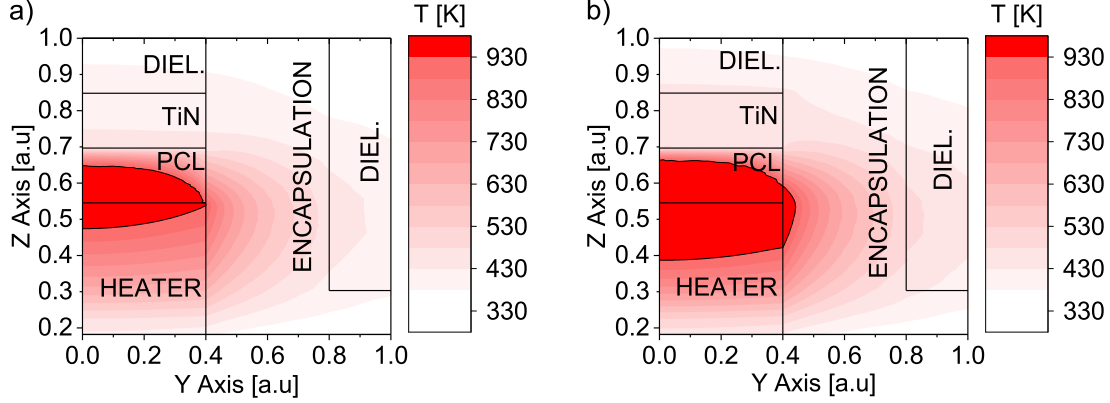 a)
T [K]
1.0
0.9
0.8
0.7
0.6
0.5
0.4
0.3
0.2
Z Axis [a.u]
DIEL.
TiN
PCL
HEATER
ENCAPSULATION
DIEL.
0.0 0.2 0.4 0.6 0.8 1.0
Y Axis [a.u]
930
830
730
630
530
430
330
b)
T [K]
1.0
0.9
0.8
0.7
0.6
0.5
0.4
0.3
0.2
Z Axis [a.u]
DIEL.
TiN
PCL
HEATER
ENCAPSULATION
DIEL.
0.0 0.2 0.4 0.6 0.8 1.0
Y Axis [a.u]
930
830
730
630
530
430
330